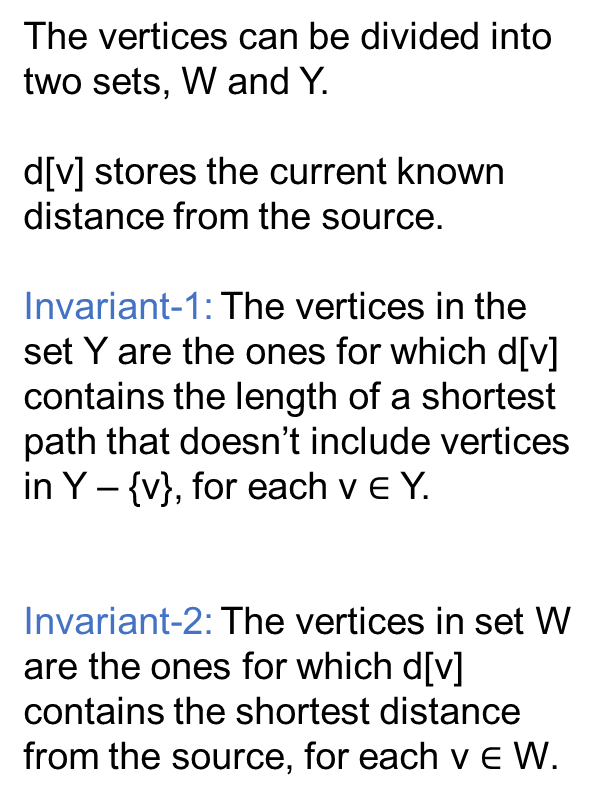 The vertices can be divided into
two sets, W and Y.
d[v] stores the current known
distance from the source.
Invariant-1: The vertices in the
set Y are the ones for which d[v]
contains the length of a shortest
path that doesn’t include vertices
in Y – {v}, for each v ∈ Y.
Invariant-2: The vertices in set W
are the ones for which d[v]
contains the shortest distance
from the source, for each v ∈ W.